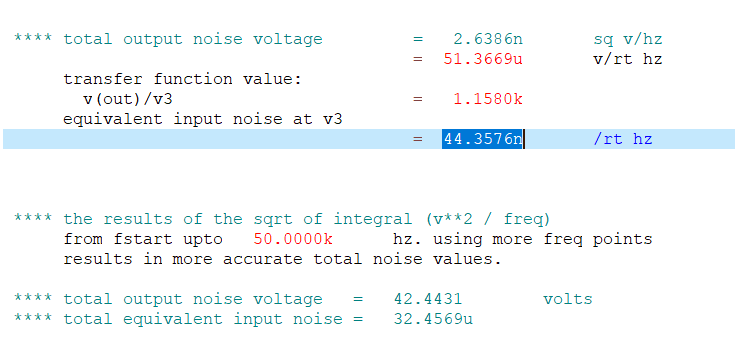 **** total output noise voltage = 2.6386n sq v/hz
= 51.3669u v/rt hz
transfer function value:
v(out)/v3 = 1.1580k
equivalent input noise at v3
= 44.3576n /rt hz
**** the results of the sqrt of integral (v**2 / freq)
from fstart upto 50.0000k hz. using more freq points
results in more accurate total noise values.
**** total output noise voltage = 42.4431 volts
**** total equivalent input noise = 32.4569u